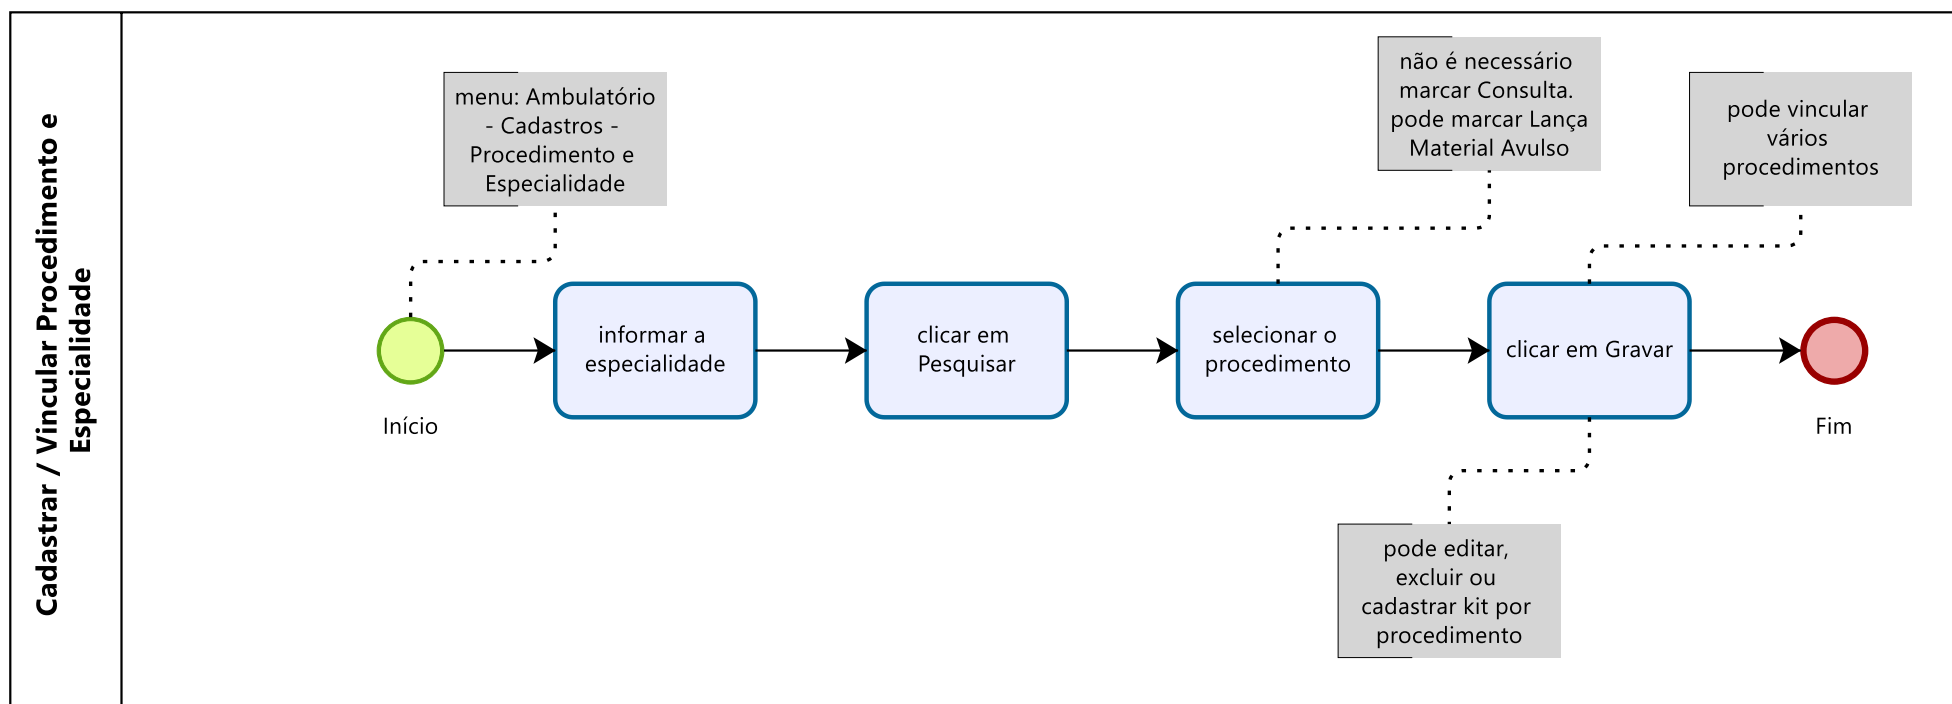 Cadastrar / Vincular Procedimento e
Especialidade
menu: Ambulatório
- Cadastros -
Procedimento e
Especialidade
Início
informar a
especialidade
clicar em
Pesquisar
não é necessário
marcar Consulta.
pode marcar Lança
Material Avulso
selecionar o
procedimento
pode vincular
vários
procedimentos
clicar em Gravar
pode editar,
excluir ou
cadastrar kit por
procedimento
Fim